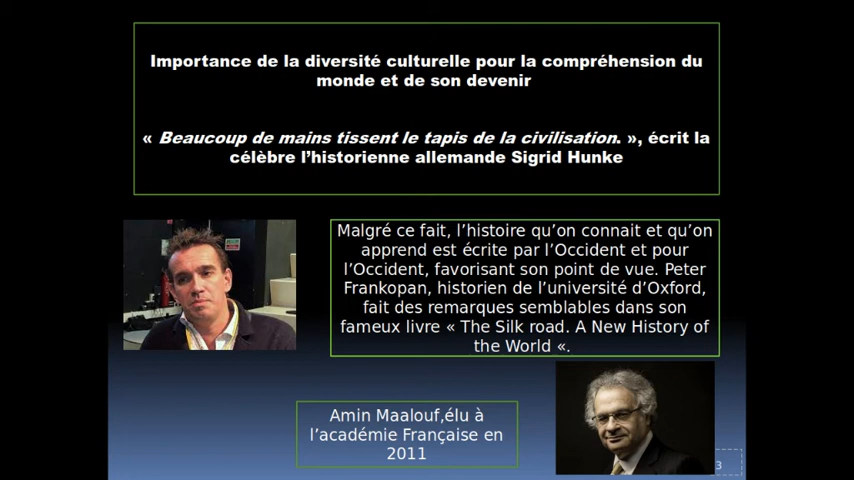 Importance de la diversité culturelle pour la compréhension du
monde et de son devenir
« Beaucoup de mains tissent le tapis de la civilisation. », écrit la
célèbre l’historienne allemande Sigrid Hunke
Malgré ce fait, l’histoire qu’on connait et qu’on
apprend est écrite par l’Occident et pour
l’Occident, favorisant son point de vue. Peter
Frankopan, historien de l’université d’Oxford,
fait des remarques semblables dans son
fameux livre « The Silk road. A New History of
the World «.
Amin Maalouf,élu à
l’académie Française en
2011
3